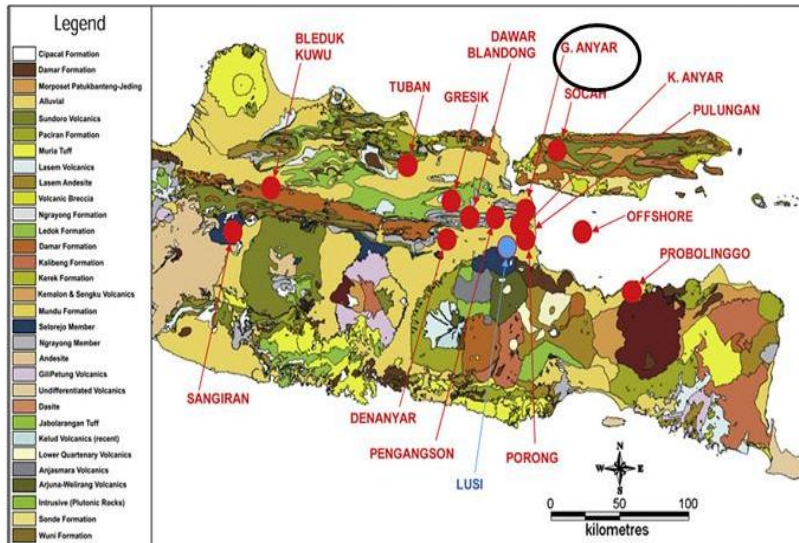 Legend
Cipacat Formation
Damar Formation
Morposet Patukbanteng-Jeding
Alluvial
Sundoro Volcanics
Paciran Formation
Muria Tuff
Lasem Volcanics
Lasem Andesite
Volcanic Breccia
Ngrayong Formation
Ledok Formation
Damar Formation
Kalibeng Formation
Kerek Formation
Kemalon & Sengku Volcanics
Mundu Formation
Selorejo Member
Ngrayong Member
Andesite
GiliPetung Volcanics
Undifferentiated Volcanics
Dasite
Jabolarangan Tuff
Kelud Volcanics (recent)
Lower Quartenary Volcanics
Anjasmara Volcanics
Arjuna-Welirang Volcanics
Intrusive (Plutonic Rocks)
Sonde Formation
Wuni Formation
BLEDUK
KUWU
TUBAN
GRESIK
DAWAR
BLANDONG
G. ANYAR
SOCAH
K. ANYAR
PULUNGAN
OFFSHORE
PROBOLINGGO
SANGIRAN
DENANYAR
PENGANGSON
LUSI
PORONG
N
W E
S
0 50 100
kilometres